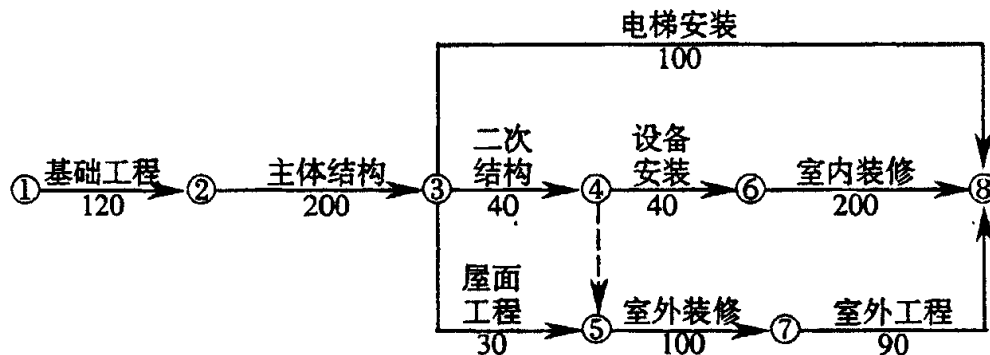 电梯安装
100
二次
设备
① 基础工程 ② 主体结构 ③ 结构 ④ 安装 ⑥ 室内装修 ⑧
120 200 40 40 200
屋面
工程 ⑤ 室外装修 ⑦ 室外工程
30 100 90